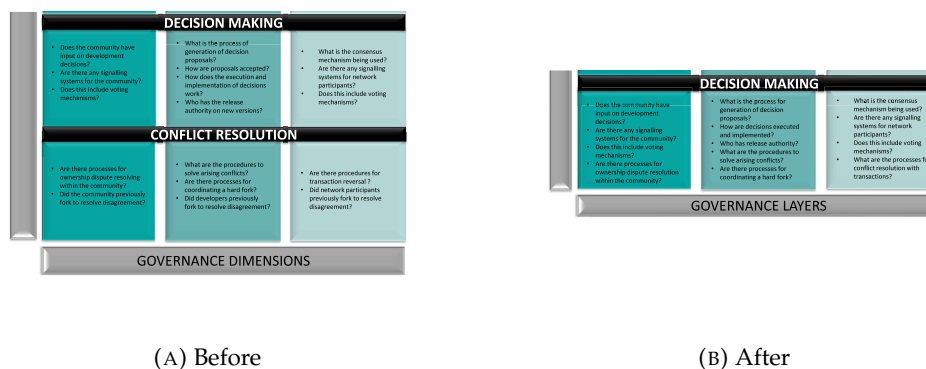 DECISION MAKING
• Does the community have
input on development
decisions?
• Are there any signalling
systems for the community?
• Does this include voting
mechanisms?
• What is the process of
generation of decision
proposals?
• How are proposals accepted?
• How does the execution and
implementation of decisions
work?
• Who has the release
authority on new versions?
• What is the consensus
mechanism being used?
• Are there any signalling
systems for network
participants?
• Does this include voting
mechanisms?
CONFLICT RESOLUTION
• Are there processes for
ownership dispute resolving
within the community?
• Did the community previously
fork to resolve disagreement?
• What are the procedures to
solve arising conflicts?
• Are there processes for
coordinating a hard fork?
• Did developers previously
fork to resolve disagreement?
• Are there procedures for
transaction reversal ?
• Did network participants
previously fork to resolve
disagreement?
GOVERNANCE DIMENSIONS
(A) Before
DECISION MAKING
• Does the community have
input on development
decisions?
• Are there any signalling
systems for the community?
• Does this include voting
mechanisms?
• Are there processes for
ownership dispute resolution
within the community?
• What is the process for
generation of decision
proposals?
• How are decisions executed
and implemented?
• Who has release authority?
• What are the procedures to
solve arising conflicts?
• Are there processes for
coordinating a hard fork?
• What is the consensus
mechanism being used?
• Are there any signalling
systems for network
participants?
• Does this include voting
mechanisms?
• What are the processes for
conflict resolution with
transactions?
GOVERNANCE LAYERS
(B) After